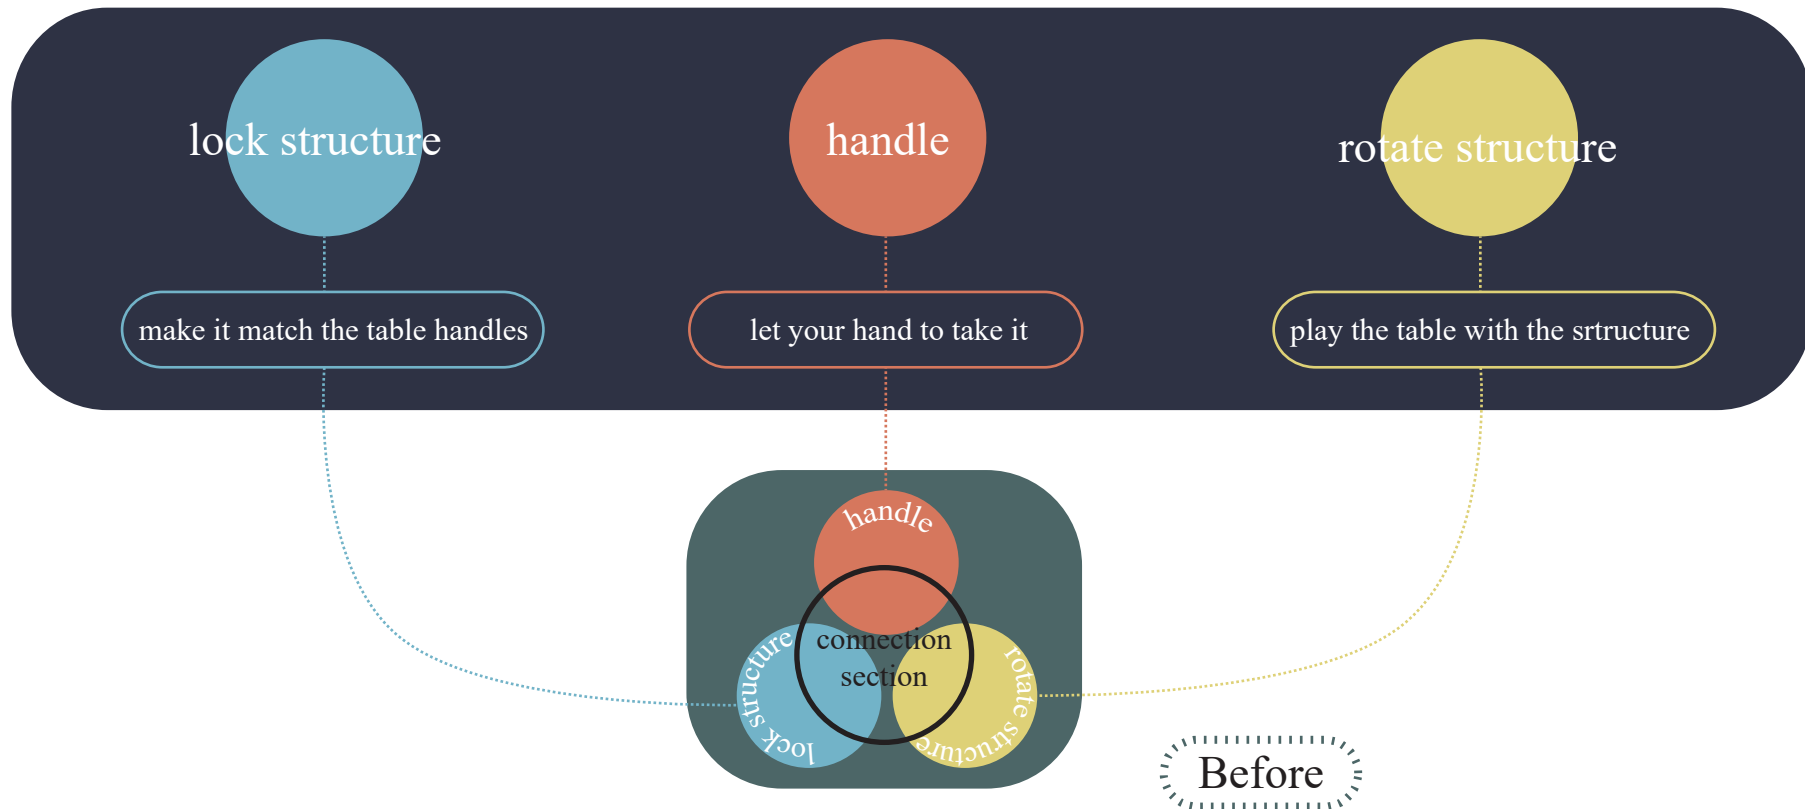 lock structure
handle
rotate structure
make it match the table handles
let your hand to take it
play the table with the srtructure
handle
lock structure
connection
section
rotate structure
Before